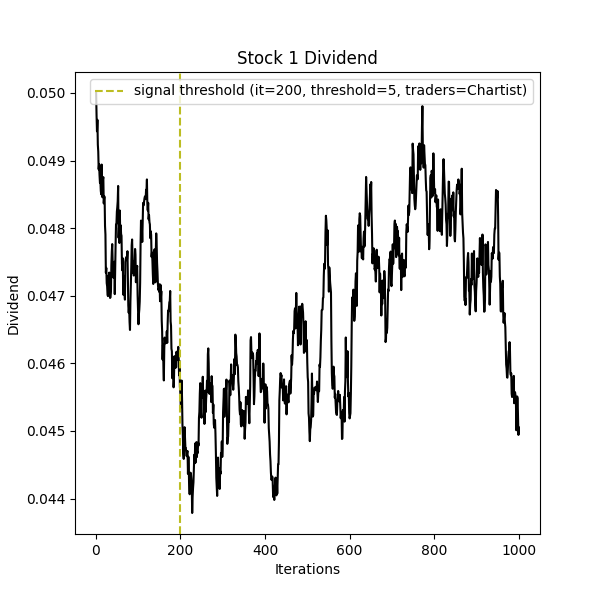 Stock 1 Dividend
signal threshold (it=200, threshold=5, traders=Chartist)
0.050
0.049
0.048
0.047
0.046
0.045
0.044
Dividend
0 200 400 600 800 1000
Iterations